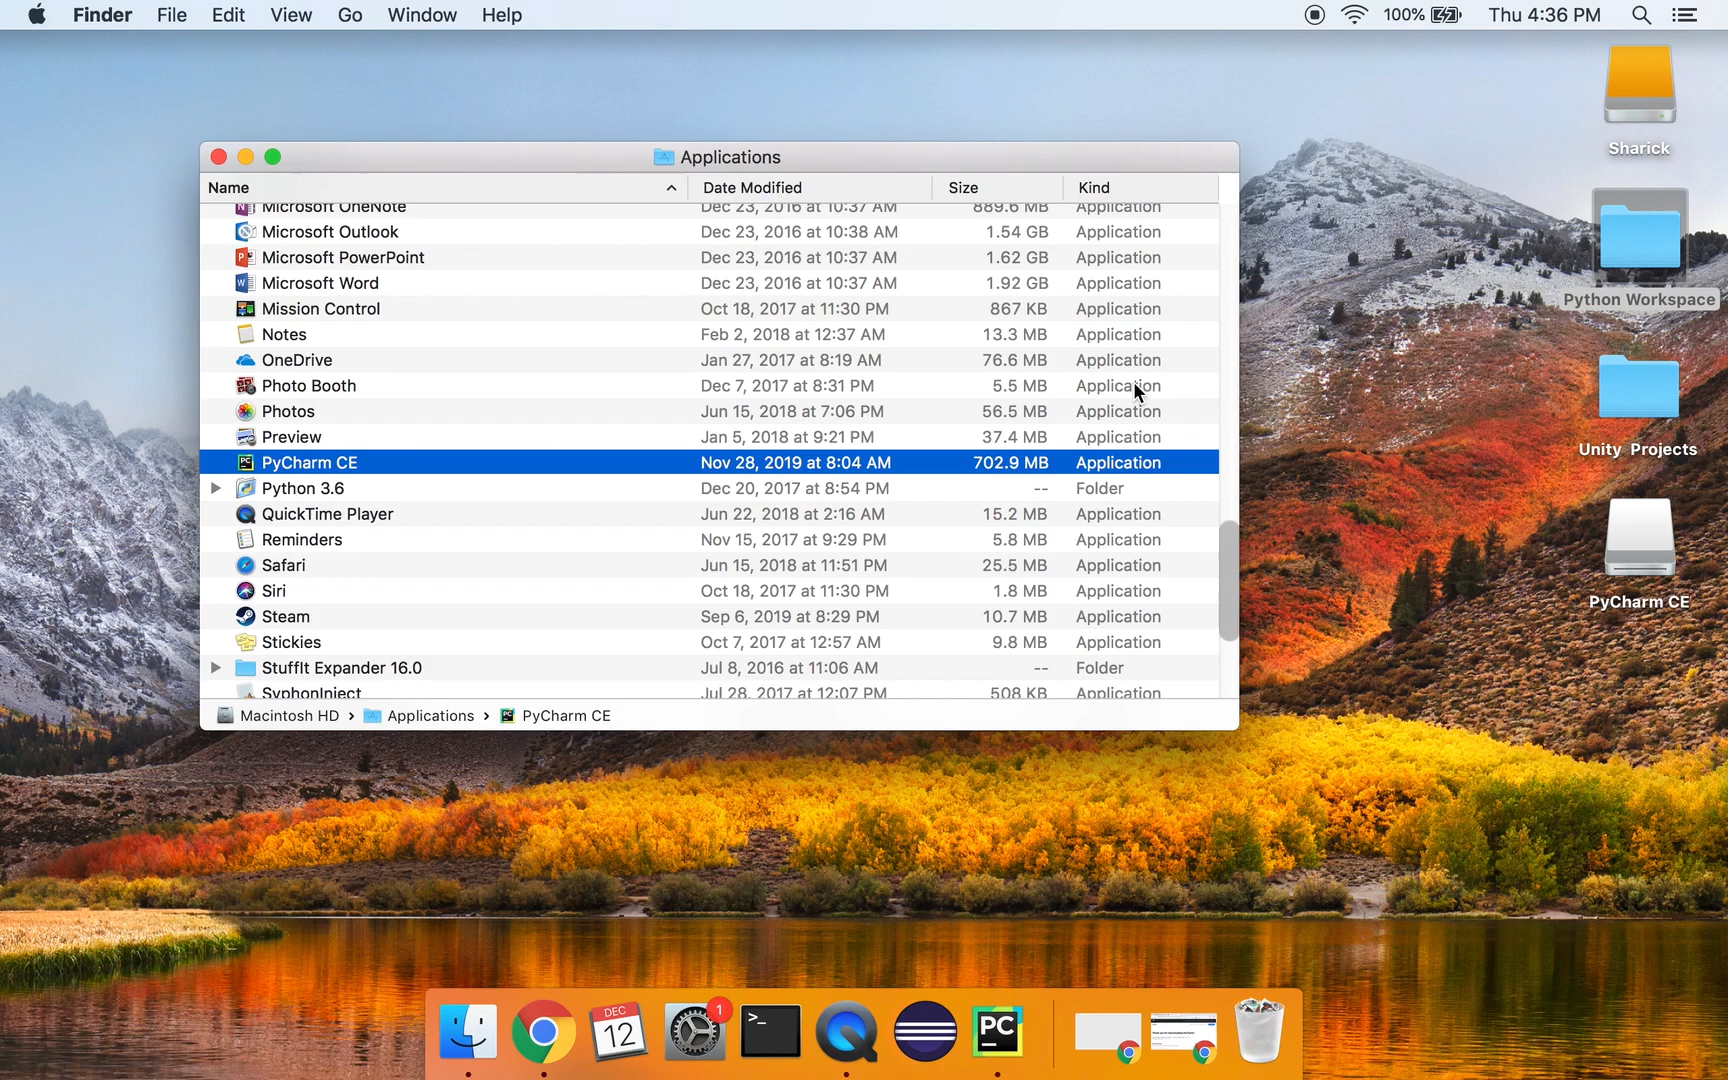 Finder File Edit View Go Window Help 100% Thu 4:36 PM
Sharick
Python Workspace
Unity Projects
PyCharm CE
Applications
Name Date Modified Size Kind
Microsoft OneNote Dec 23, 2016 at 10:37 AM 889.6 MB Application
Microsoft Outlook Dec 23, 2016 at 10:38 AM 1.54 GB Application
Microsoft PowerPoint Dec 23, 2016 at 10:37 AM 1.62 GB Application
Microsoft Word Dec 23, 2016 at 10:37 AM 1.92 GB Application
Mission Control Oct 18, 2017 at 11:30 PM 867 KB Application
Notes Feb 2, 2018 at 12:37 AM 13.3 MB Application
OneDrive Jan 27, 2017 at 8:19 AM 76.6 MB Application
Photo Booth Dec 7, 2017 at 8:31 PM 5.5 MB Application
Photos Jun 15, 2018 at 7:06 PM 56.5 MB Application
Preview Jan 5, 2018 at 9:21 PM 37.4 MB Application
PyCharm CE Nov 28, 2019 at 8:04 AM 702.9 MB Application
Python 3.6 Dec 20, 2017 at 8:54 PM -- Folder
QuickTime Player Jun 22, 2018 at 2:16 AM 15.2 MB Application
Reminders Nov 15, 2017 at 9:29 PM 5.8 MB Application
Safari Jun 15, 2018 at 11:51 PM 25.5 MB Application
Siri Oct 18, 2017 at 11:30 PM 1.8 MB Application
Steam Sep 6, 2019 at 8:29 PM 10.7 MB Application
Stickies Oct 7, 2017 at 12:57 AM 9.8 MB Application
StuffIt Expander 16.0 Jul 8, 2016 at 11:06 AM -- Folder
SyphonInject Jul 28, 2017 at 12:07 PM 508 KB Application
Macintosh HD › Applications › PyCharm CE
DEC
12
1
>_
PC